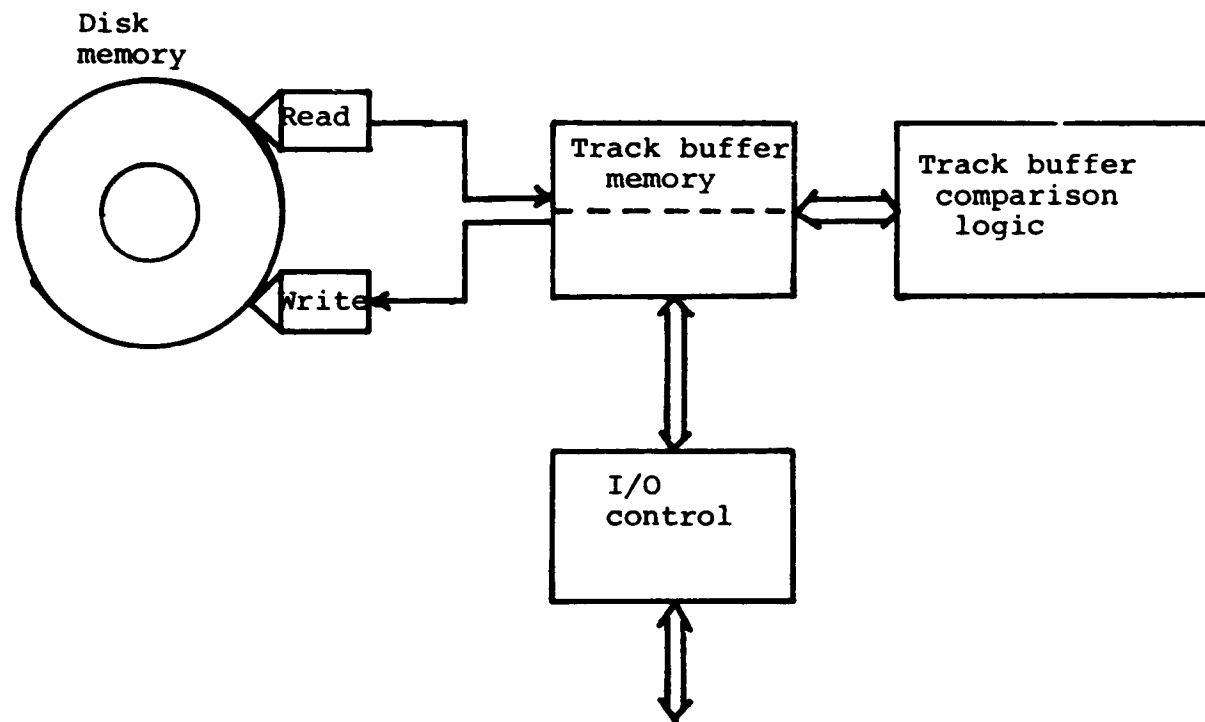 Disk
memory
Read
Write
Track buffer
memory
Track buffer
comparison
logic
I/O
control